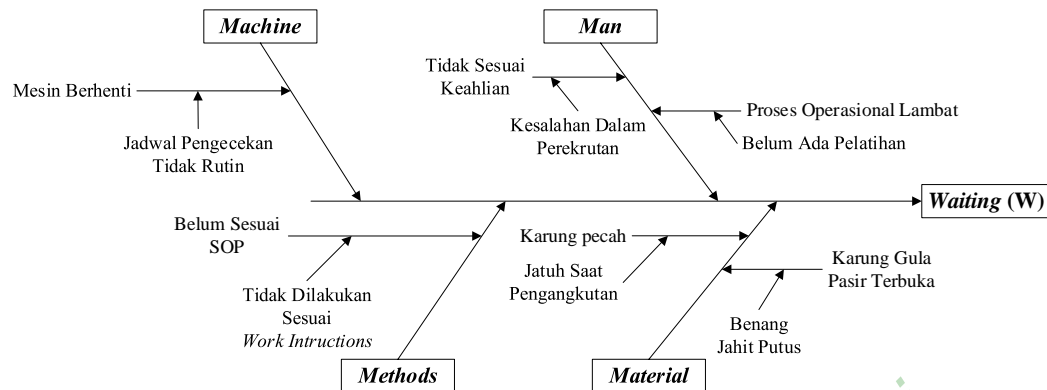 Machine
Man
Tidak Sesuai
Keahlian
Mesin Berhenti
Proses Operasional Lambat
Kesalahan Dalam
Perekrutan
Belum Ada Pelatihan
Jadwal Pengecekan
Tidak Rutin
Waiting (W)
Belum Sesuai
SOP
Karung pecah
Karung Gula
Pasir Terbuka
Jatuh Saat
Pengangkutan
Tidak Dilakukan
Sesuai
Work Intructions
Benang
Jahit Putus
Methods
Material